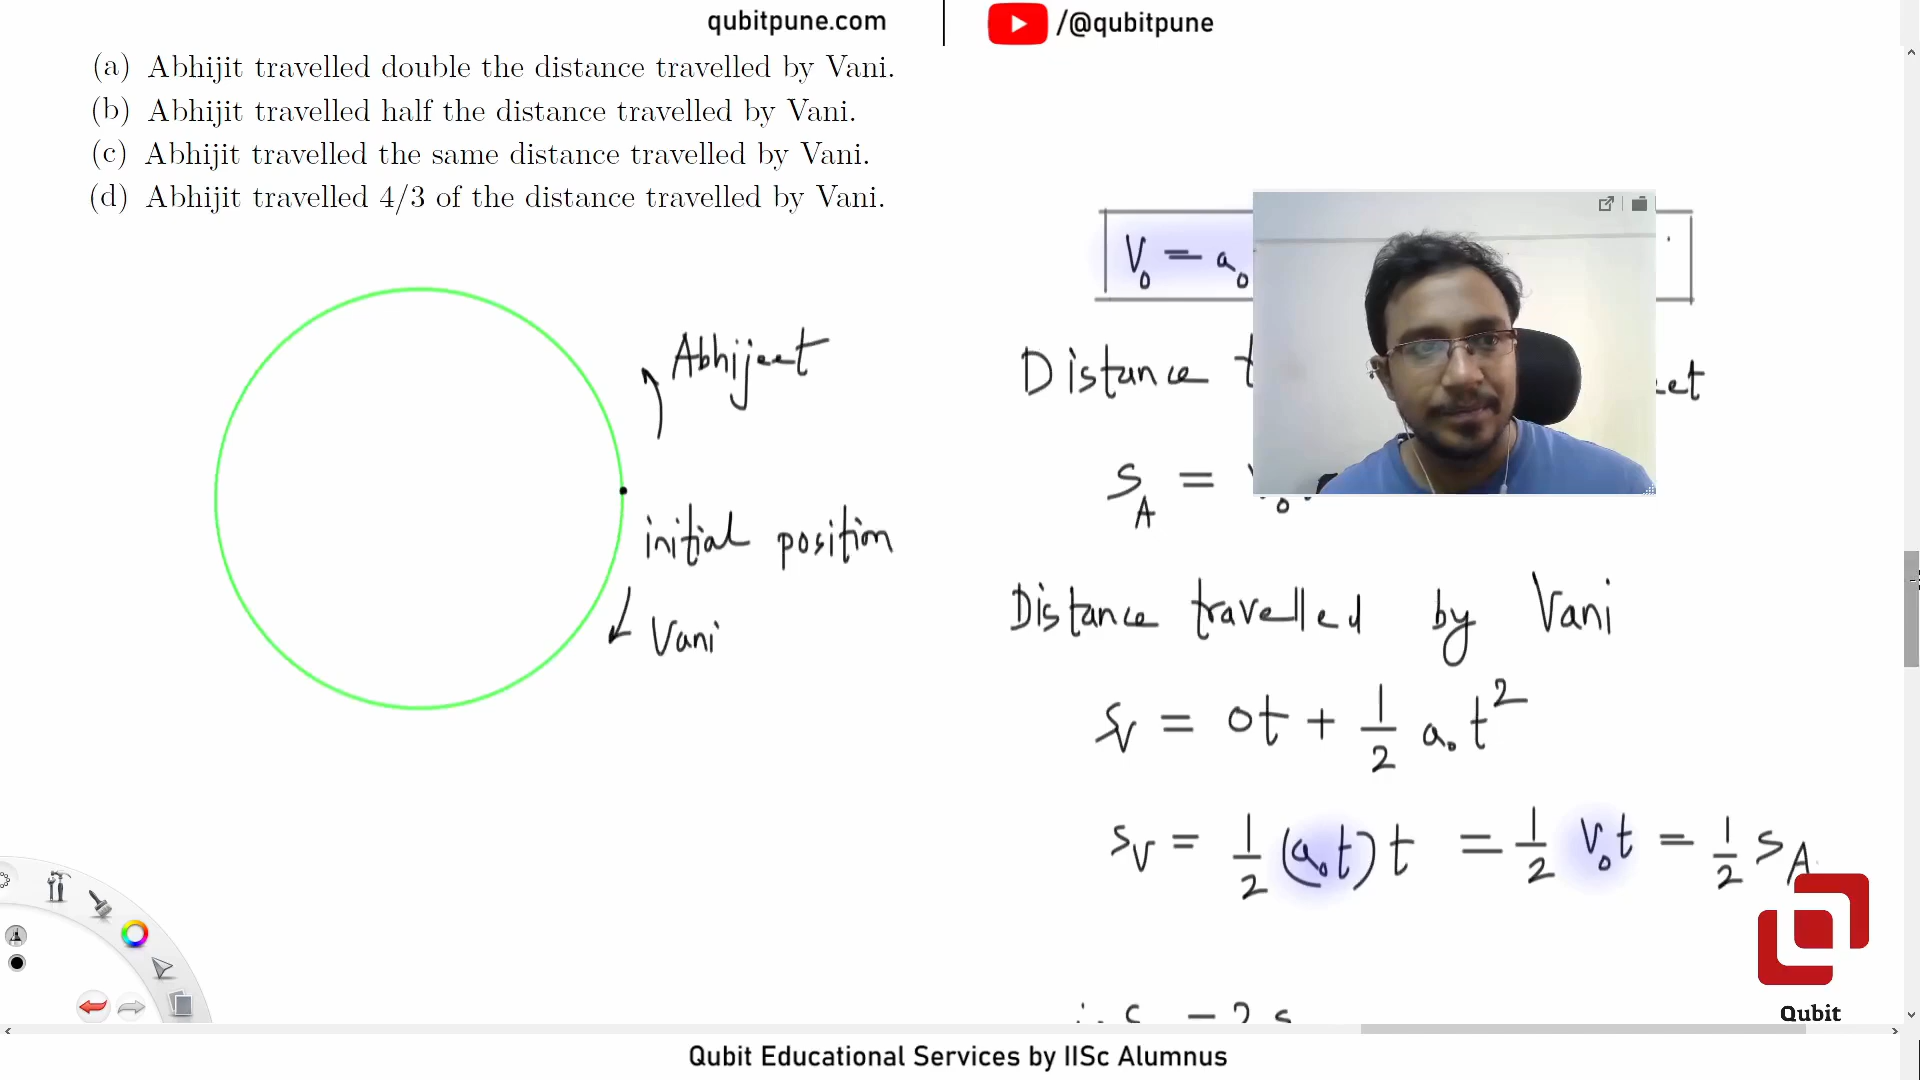 qubitpune.com
/@qubitpune
(a) Abhijit travelled double the distance travelled by Vani.
(b) Abhijit travelled half the distance travelled by Vani.
(c) Abhijit travelled the same distance travelled by Vani.
(d) Abhijit travelled 4/3 of the distance travelled by Vani.
Abhijeet
initial position
Vani
V₀ = a₀
Distance
S_A =
Distance travelled by Vani
S_V = 0t + 1/2 a₀t²
S_V = 1/2 (a₀t) t = 1/2 V₀t = 1/2 S_A
Qubit
Qubit Educational Services by IISc Alumnus